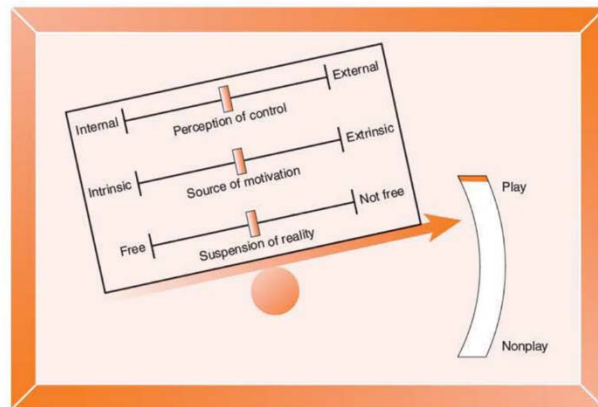 Internal
External
Perception of control
Intrinsic
Extrinsic
Source of motivation
Free
Not free
Suspension of reality
Play
Nonplay